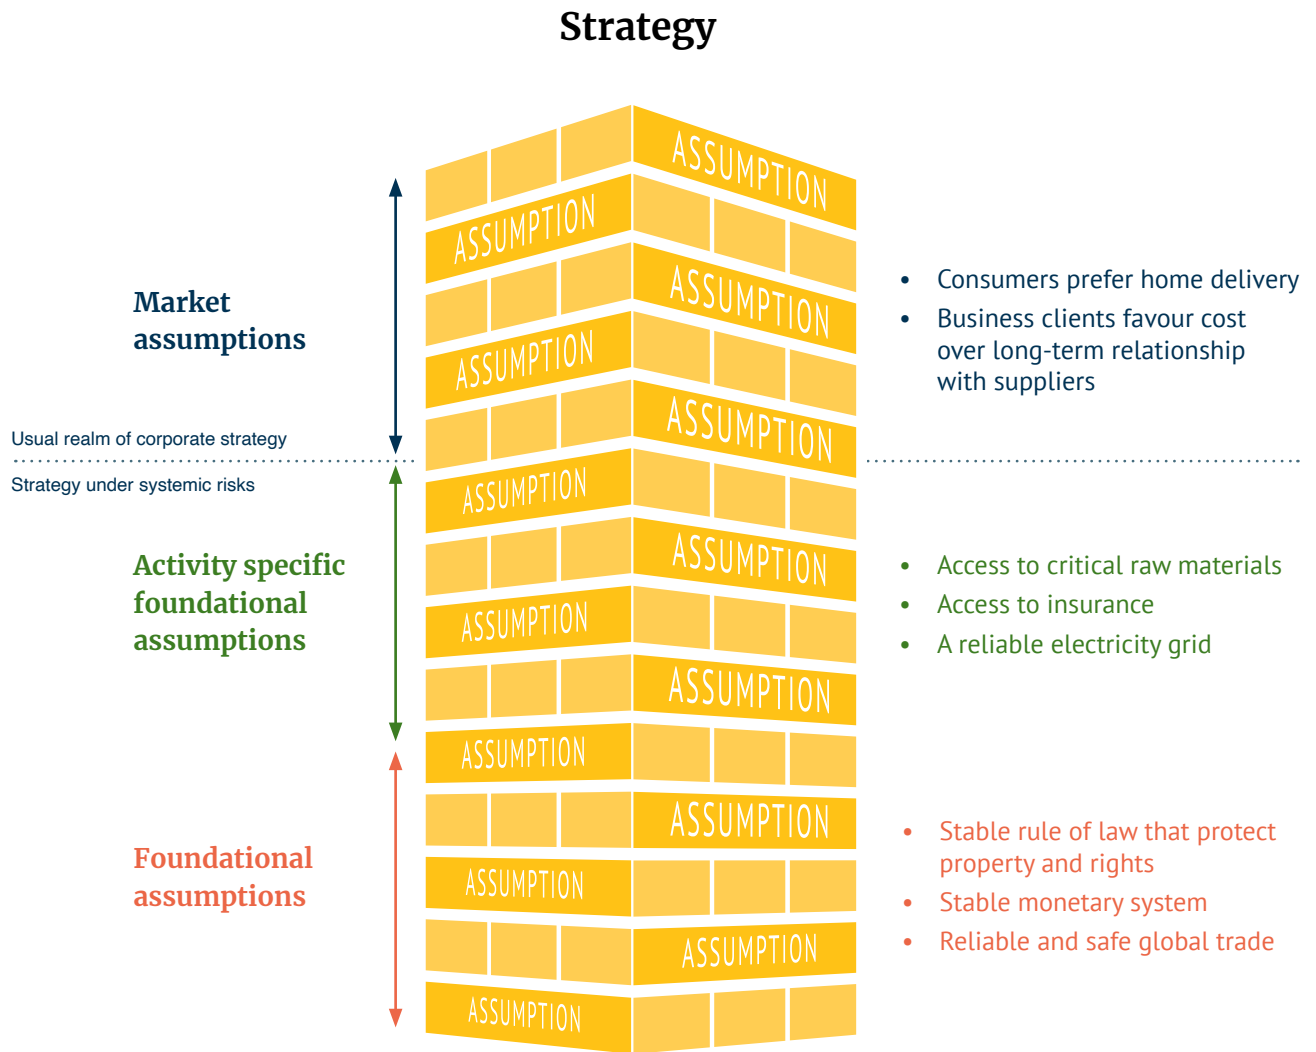 Strategy
ASSUMPTION
ASSUMPTION
ASSUMPTION
ASSUMPTION
ASSUMPTION
ASSUMPTION
ASSUMPTION
ASSUMPTION
ASSUMPTION
ASSUMPTION
ASSUMPTION
ASSUMPTION
ASSUMPTION
ASSUMPTION
Market
assumptions
• Consumers prefer home delivery
• Business clients favour cost
over long-term relationship
with suppliers
Usual realm of corporate strategy
Strategy under systemic risks
Activity specific
foundational
assumptions
• Access to critical raw materials
• Access to insurance
• A reliable electricity grid
Foundational
assumptions
• Stable rule of law that protect
property and rights
• Stable monetary system
• Reliable and safe global trade